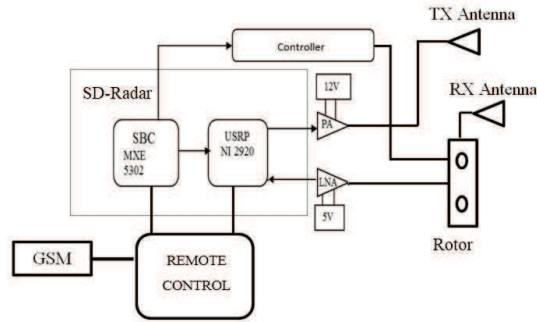 TX Antenna
Controller
SD-Radar
12V
RX Antenna
PA
SBC
MXE
5302
USRP
NI 2920
LNA
5V
Rotor
GSM
REMOTE
CONTROL